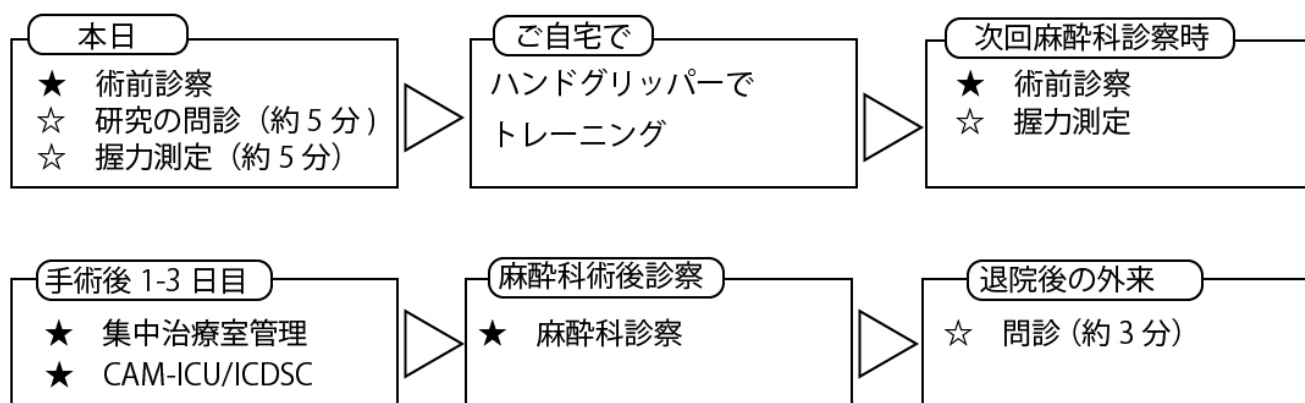 本日
★ 術前診察
☆ 研究の問診（約5分)
☆ 握力測定（約5分）
ご自宅で
ハンドグリッパーで
トレーニング
次回麻酔科診察時
★ 術前診察
☆ 握力測定
手術後1-3日目
★ 集中治療室管理
★ CAM-ICU/ICDSC
麻酔科術後診察
★ 麻酔科診察
退院後の外来
☆ 問診（約3分）